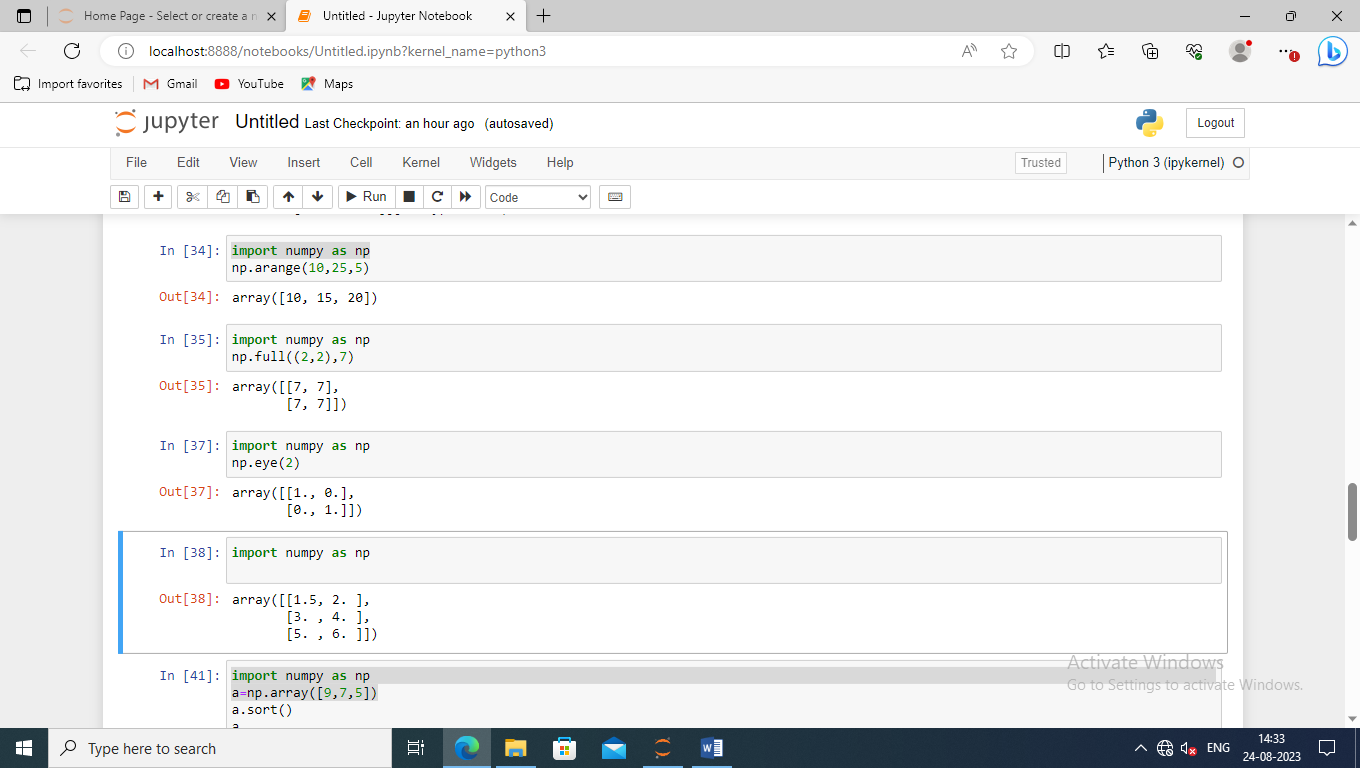 Home Page - Select or create a n
Untitled - Jupyter Notebook
localhost:8888/notebooks/Untitled.ipynb?kernel_name=python3
Import favorites
Gmail
YouTube
Maps
jupyter Untitled Last Checkpoint: an hour ago (autosaved)
Logout
File Edit View Insert Cell Kernel Widgets Help
Trusted
Python 3 (ipykernel)
Run
Code
In [34]: import numpy as np
np.arange(10,25,5)
Out[34]: array([10, 15, 20])
In [35]: import numpy as np
np.full((2,2),7)
Out[35]: array([[7, 7],
[7, 7]])
In [37]: import numpy as np
np.eye(2)
Out[37]: array([[1., 0.],
[0., 1.]])
In [38]: import numpy as np
Out[38]: array([[1.5, 2. ],
[3. , 4. ],
[5. , 6. ]])
In [41]: import numpy as np
a=np.array([9,7,5])
a.sort()
Activate Windows
Go to Settings to activate Windows.
Type here to search
ENG
14:33
24-08-2023